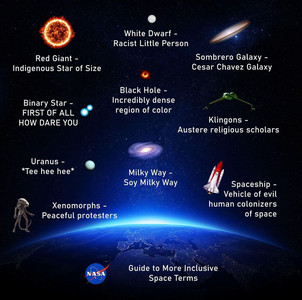 White Dwarf -
Racist Little Person
Red Giant -
Indigenous Star of Size
Sombrero Galaxy -
Cesar Chavez Galaxy
Black Hole -
Incredibly dense
region of color
Binary Star -
FIRST OF ALL
HOW DARE YOU
Klingons -
Austere religious scholars
Uranus -
*Tee hee hee*
Milky Way -
Soy Milky Way
Spaceship -
Vehicle of evil
human colonizers
of space
Xenomorphs -
Peaceful protesters
NASA
Guide to More Inclusive
Space Terms